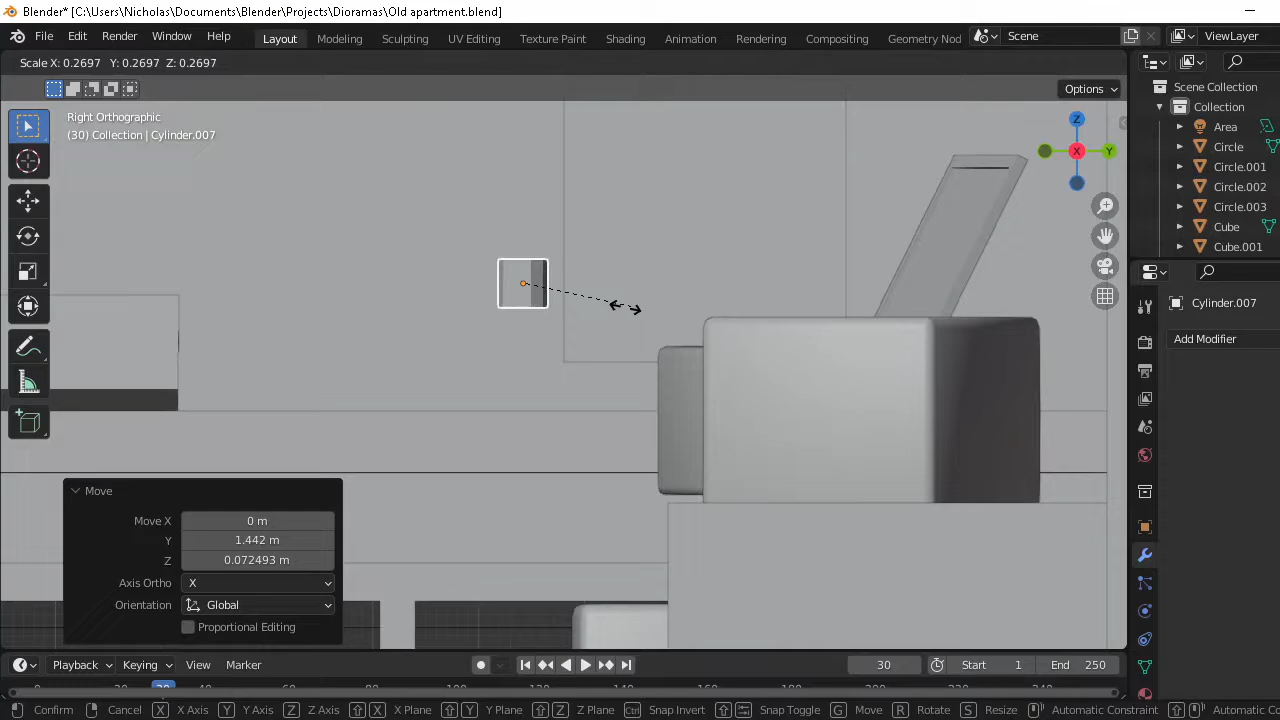 Blender* [C:\Users\Nicholas\Documents\Blender\Projects\Dioramas\Old apartment.blend]
File Edit Render Window Help Layout Modeling Sculpting UV Editing Texture Paint Shading Animation Rendering Compositing Geometry Nod Scene ViewLayer
Scale X: 0.2697 Y: 0.2697 Z: 0.2697
Options
Scene Collection
Right Orthographic
Collection
(30) Collection | Cylinder.007
Z
Area
Circle
Y
X
Circle.001
Circle.002
Circle.003
Cube
Cube.001
Cylinder.007
Add Modifier
Move
Move X 0 m
Y 1.442 m
Z 0.072493 m
Axis Ortho X
Orientation Global
Proportional Editing
Playback Keying View Marker 30 Start 1 End 250
30
Confirm Cancel X X Axis Y Y Axis Z Z Axis X X Plane Y Y Plane Z Z Plane Ctrl Snap Invert Snap Toggle G Move R Rotate S Resize Automatic Constraint Automatic Constraint